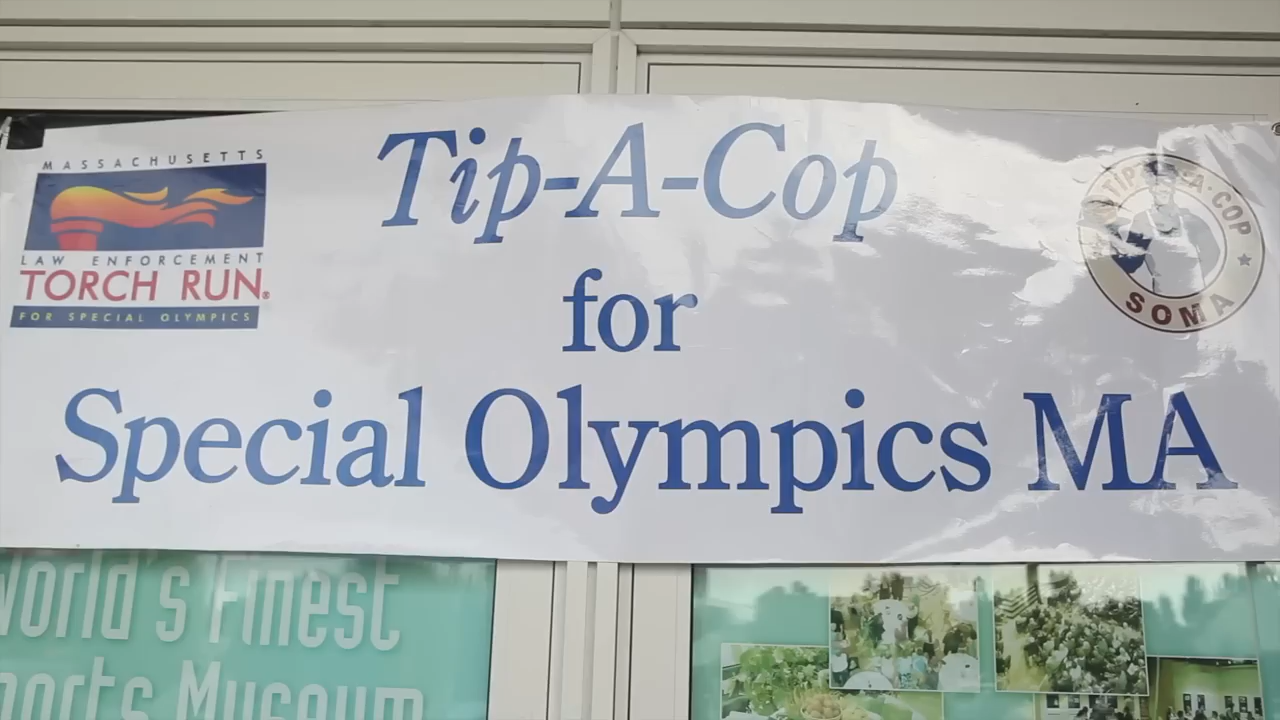 MASSACHUSETTS
LAW ENFORCEMENT
TORCH RUN®
FOR SPECIAL OLYMPICS
Tip-A-Cop
for
Special Olympics MA
TIP-A-COP
SOMA
World's Finest
Sports Museum